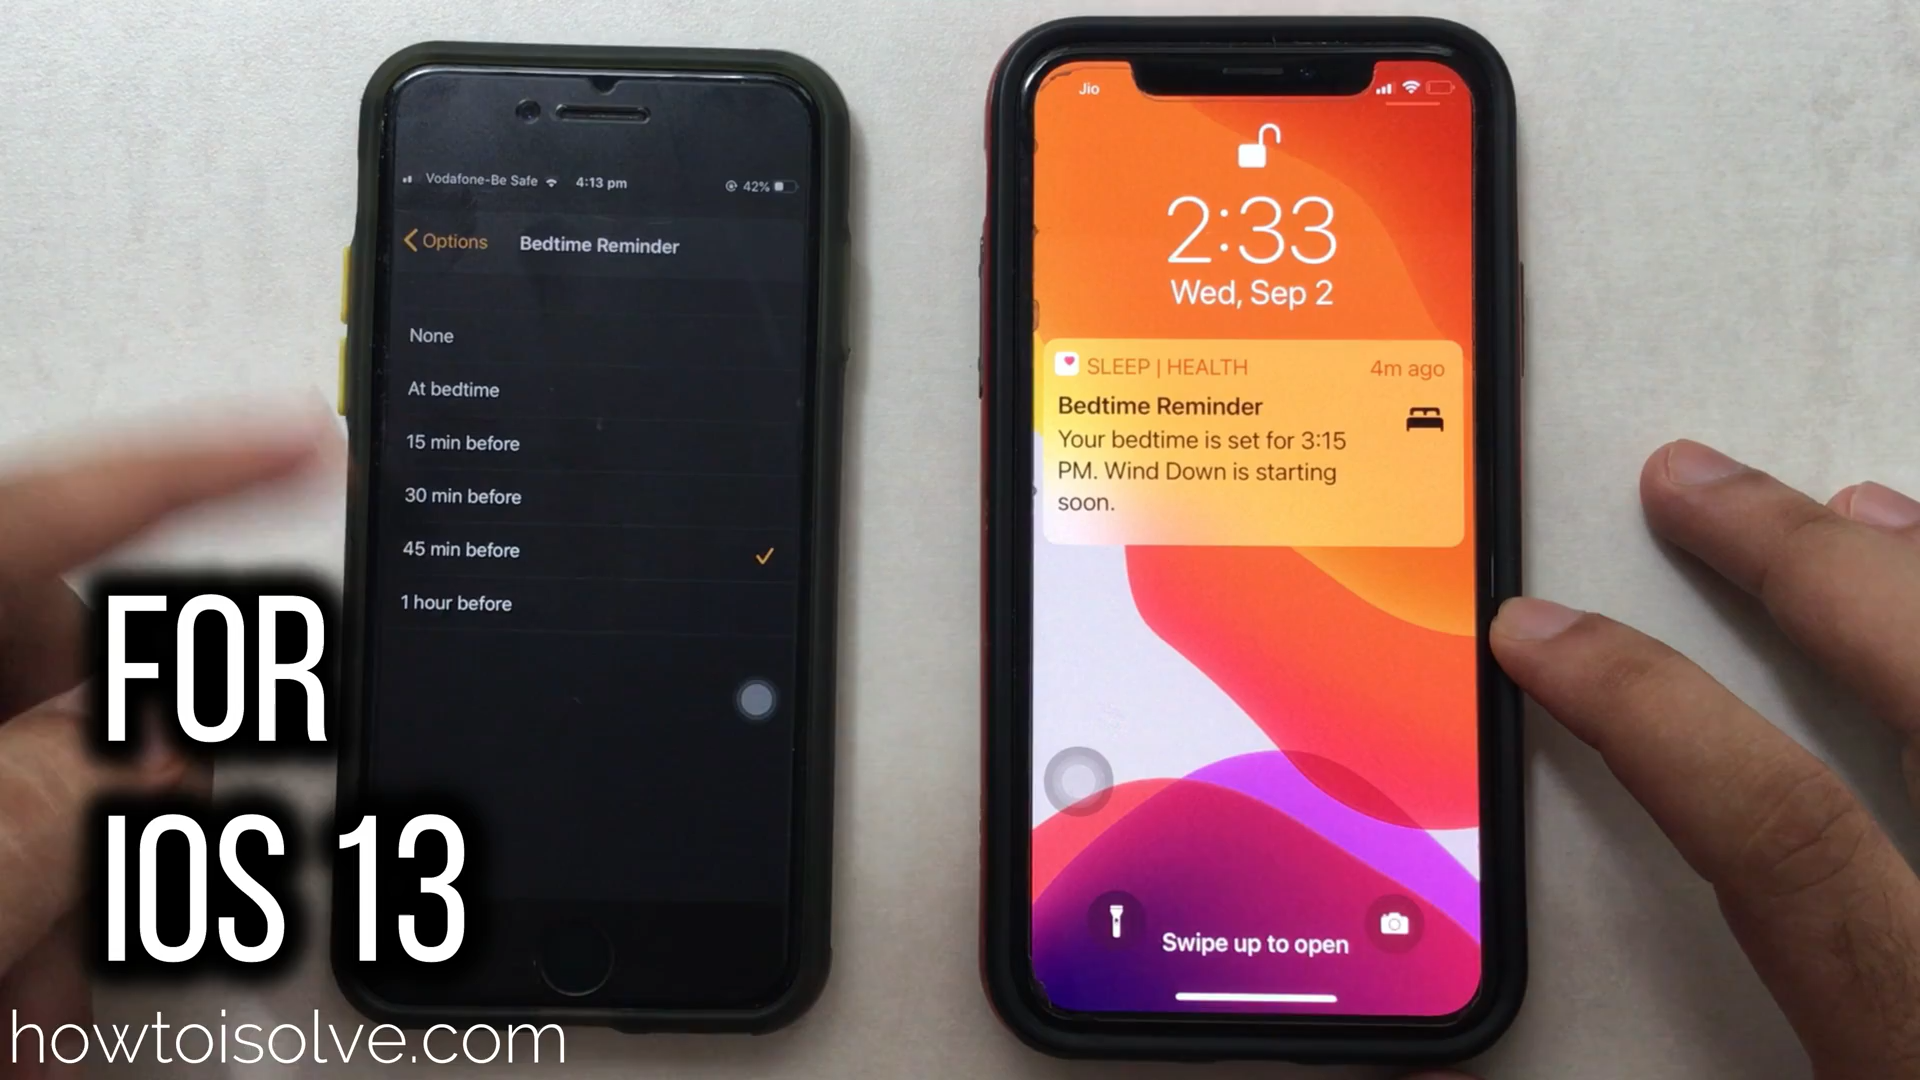 Vodafone-Be Safe 4:13 pm 42%
Options Bedtime Reminder
None
At bedtime
15 min before
30 min before
45 min before
1 hour before
Jio
2:33
Wed, Sep 2
SLEEP | HEALTH 4m ago
Bedtime Reminder
Your bedtime is set for 3:15
PM. Wind Down is starting
soon.
Swipe up to open
FOR
IOS 13
howtoisolve.com